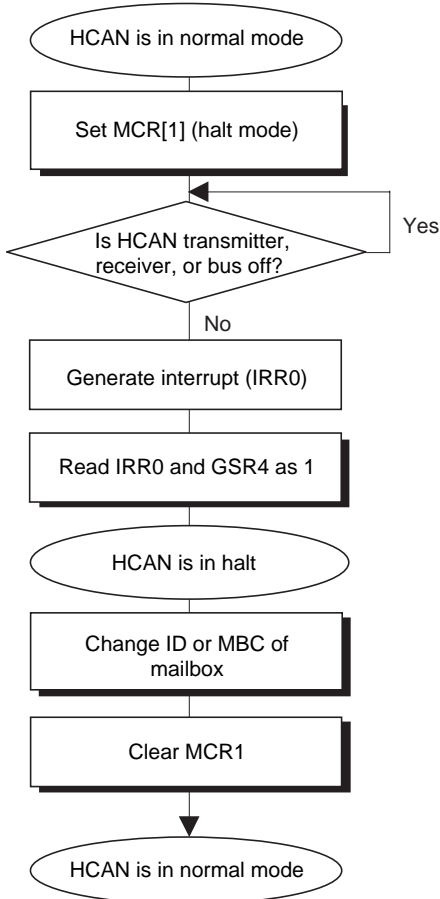 HCAN is in normal mode
Set MCR[1] (halt mode)
Is HCAN transmitter,
receiver, or bus off?
Yes
No
Generate interrupt (IRR0)
Read IRR0 and GSR4 as 1
HCAN is in halt
Change ID or MBC of
mailbox
Clear MCR1
HCAN is in normal mode